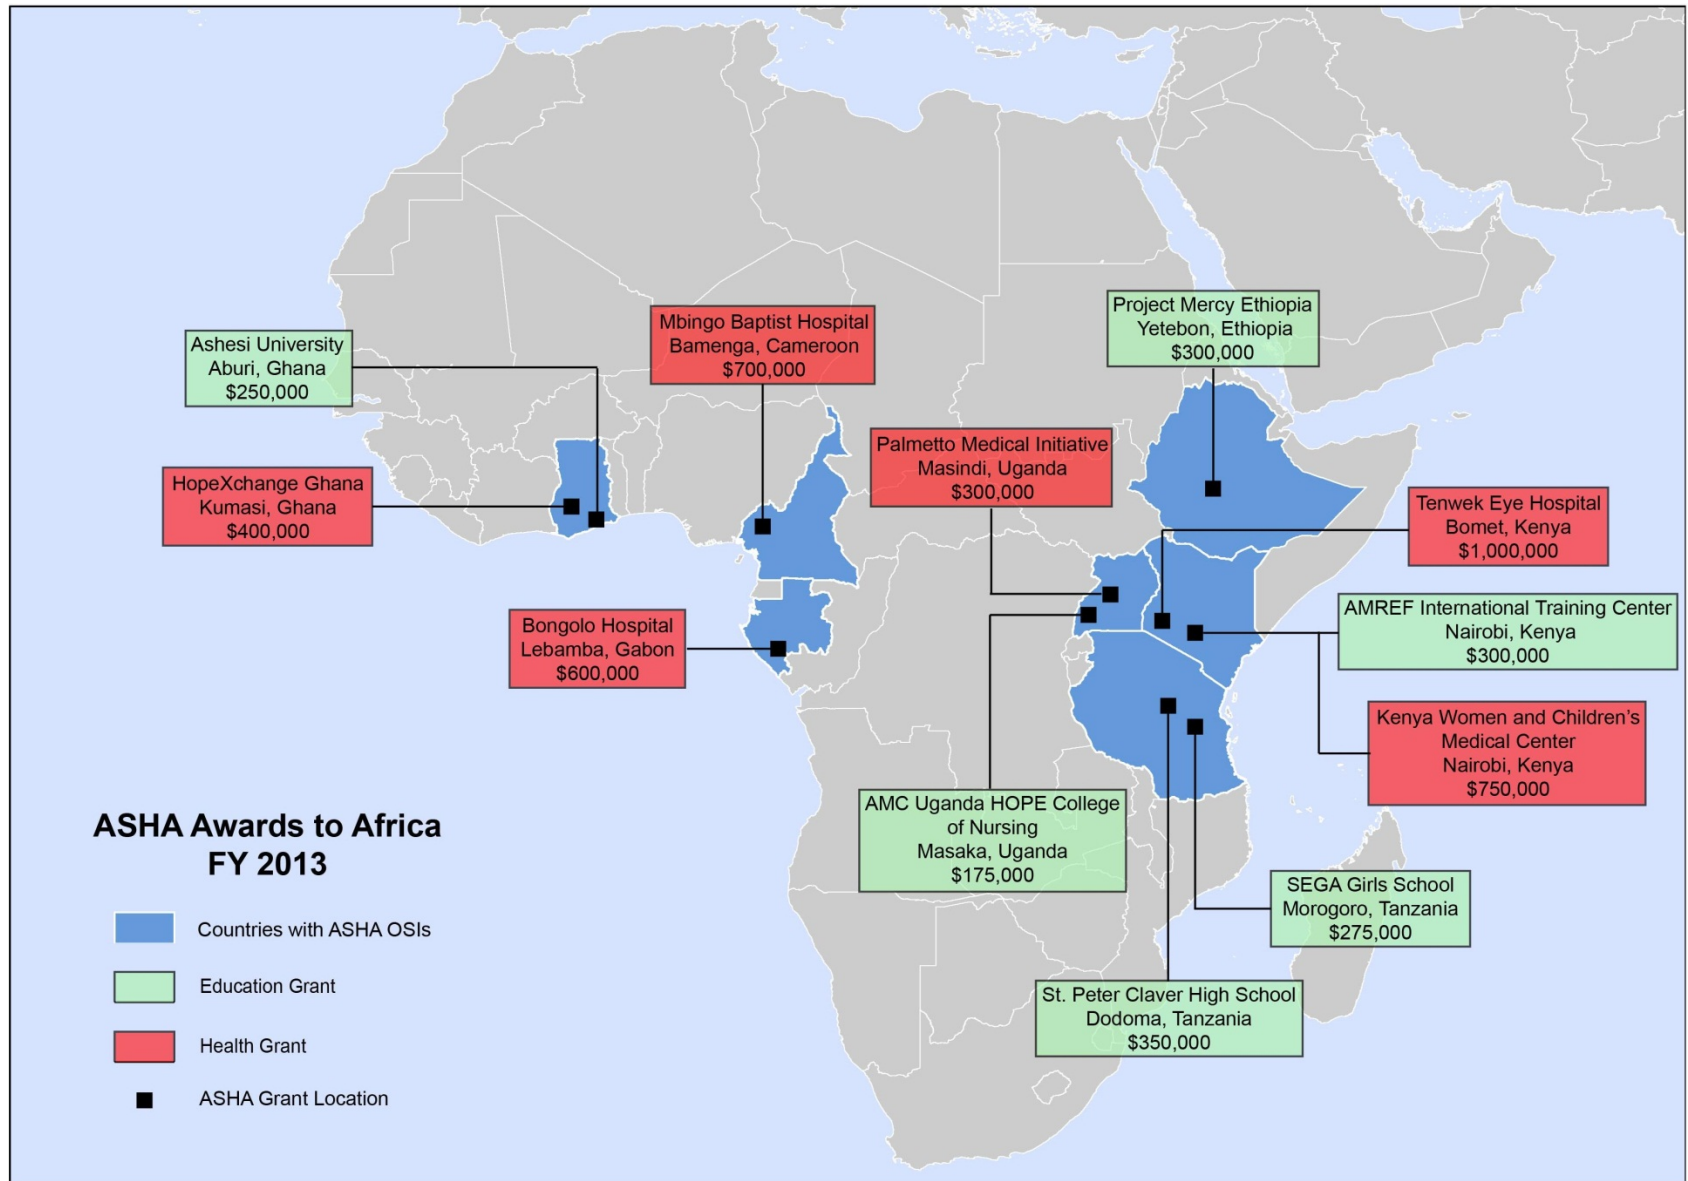 Project Mercy Ethiopia
Yetebon, Ethiopia
$300,000
Mbingo Baptist Hospital
Bamenga, Cameroon
$700,000
Ashesi University
Aburi, Ghana
$250,000
Palmetto Medical Initiative
Masindi, Uganda
$300,000
HopeXchange Ghana
Kumasi, Ghana
$400,000
Tenwek Eye Hospital
Bomet, Kenya
$1,000,000
AMREF International Training Center
Nairobi, Kenya
$300,000
Bongolo Hospital
Lebamba, Gabon
$600,000
Kenya Women and Children's
Medical Center
Nairobi, Kenya
$750,000
AMC Uganda HOPE College
of Nursing
Masaka, Uganda
$175,000
SEGA Girls School
Morogoro, Tanzania
$275,000
St. Peter Claver High School
Dodoma, Tanzania
$350,000
ASHA Awards to Africa
FY 2013
Countries with ASHA OSIs
Education Grant
Health Grant
ASHA Grant Location